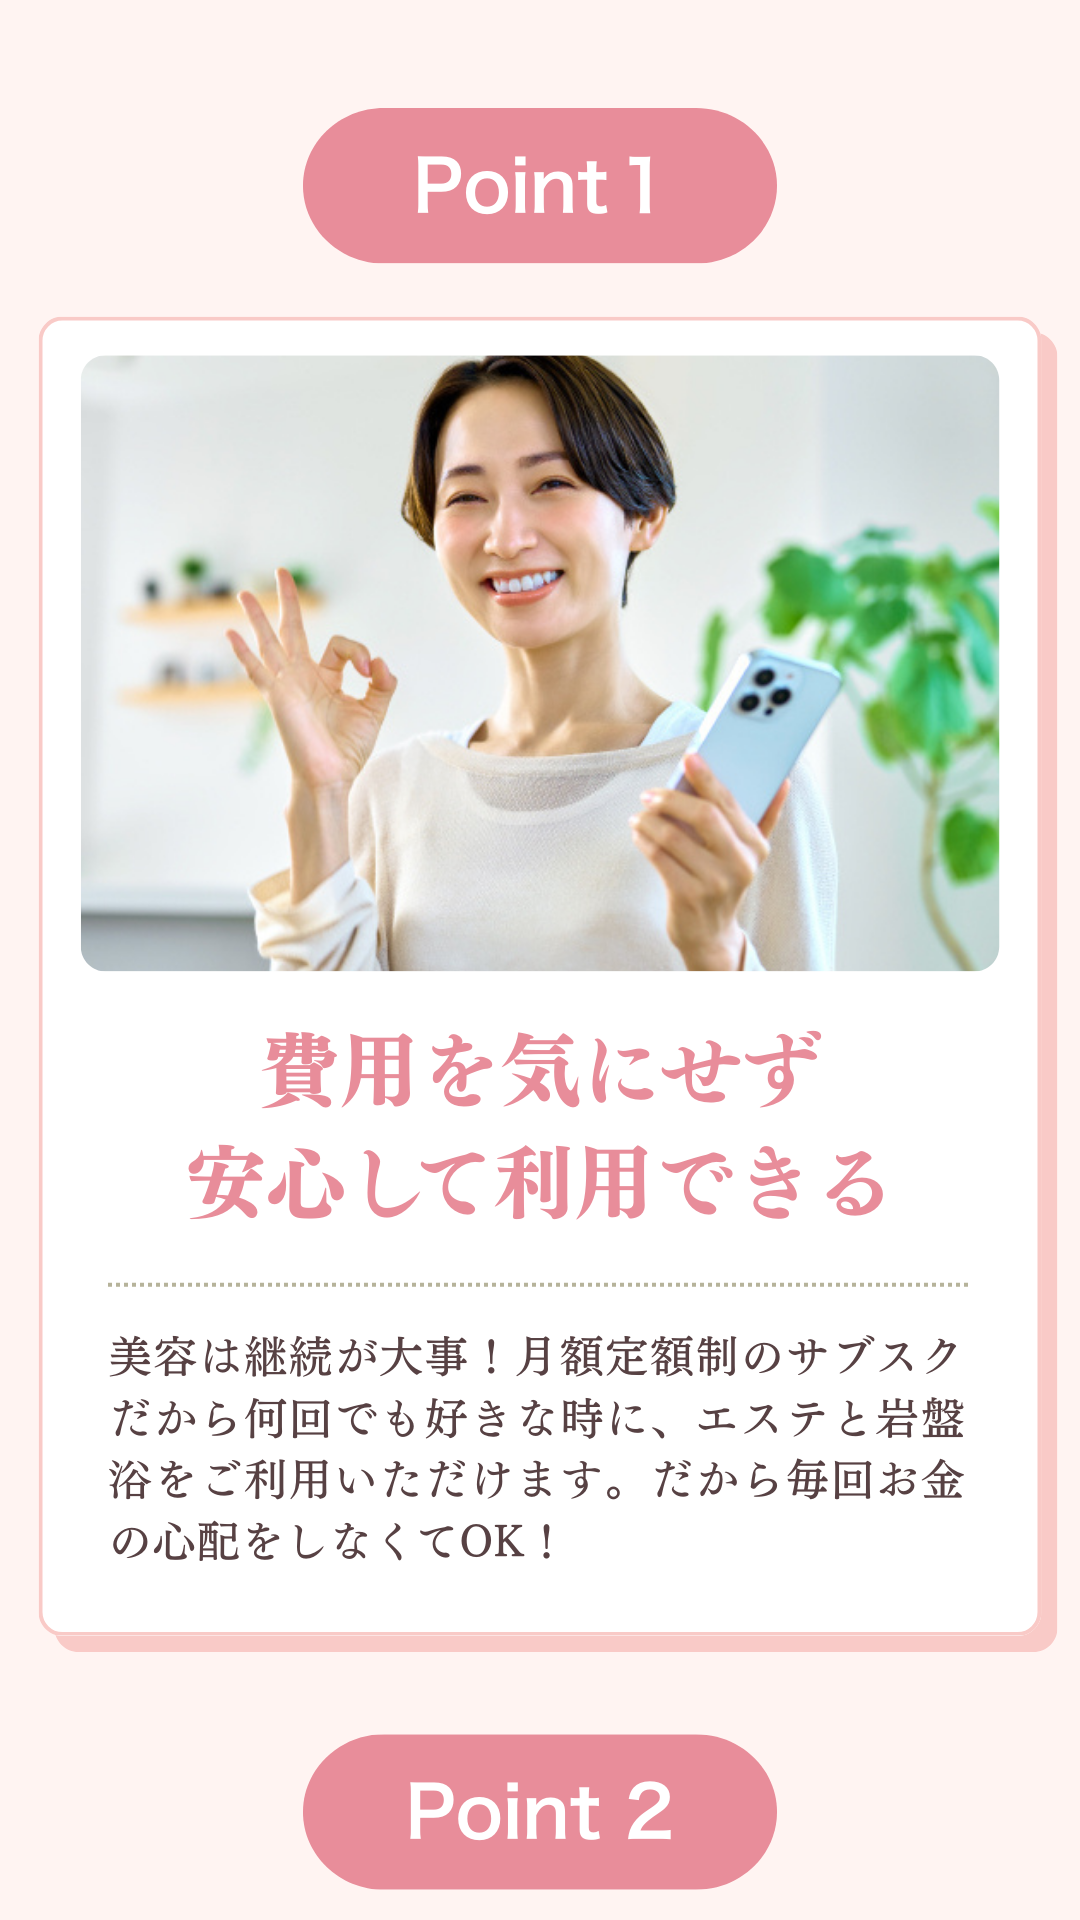 Point 1
費用を気にせず
安心して利用できる
美容は継続が大事！月額定額制のサブスク
だから何回でも好きな時に、エステと岩盤
浴をご利用いただけます。だから毎回お金
の心配をしなくてOK！
Point 2